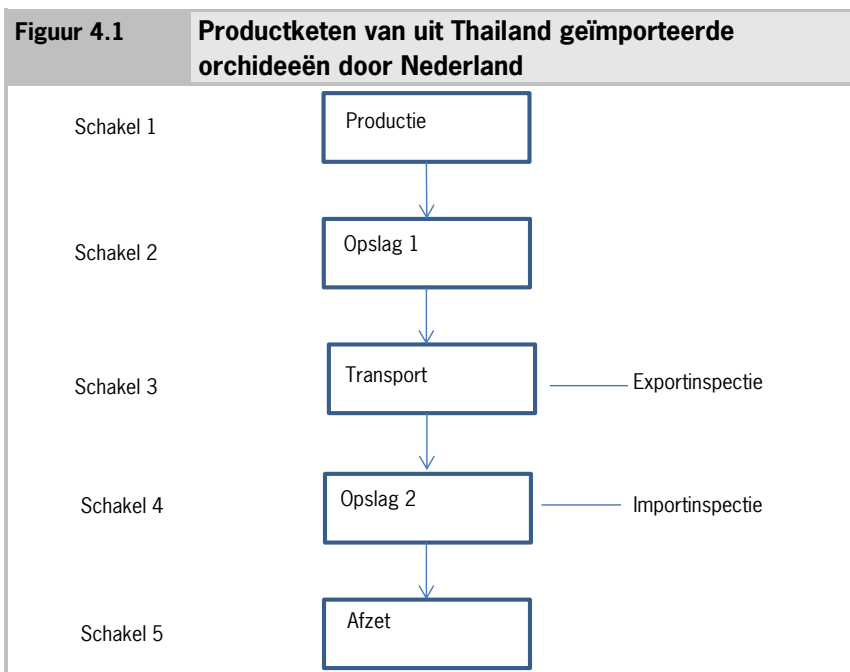 Figuur 4.1
Productketen van uit Thailand geïmporteerde
orchideeën door Nederland
Schakel 1
Productie
Schakel 2
Opslag 1
Schakel 3
Transport
Exportinspectie
Schakel 4
Opslag 2
Importinspectie
Schakel 5
Afzet